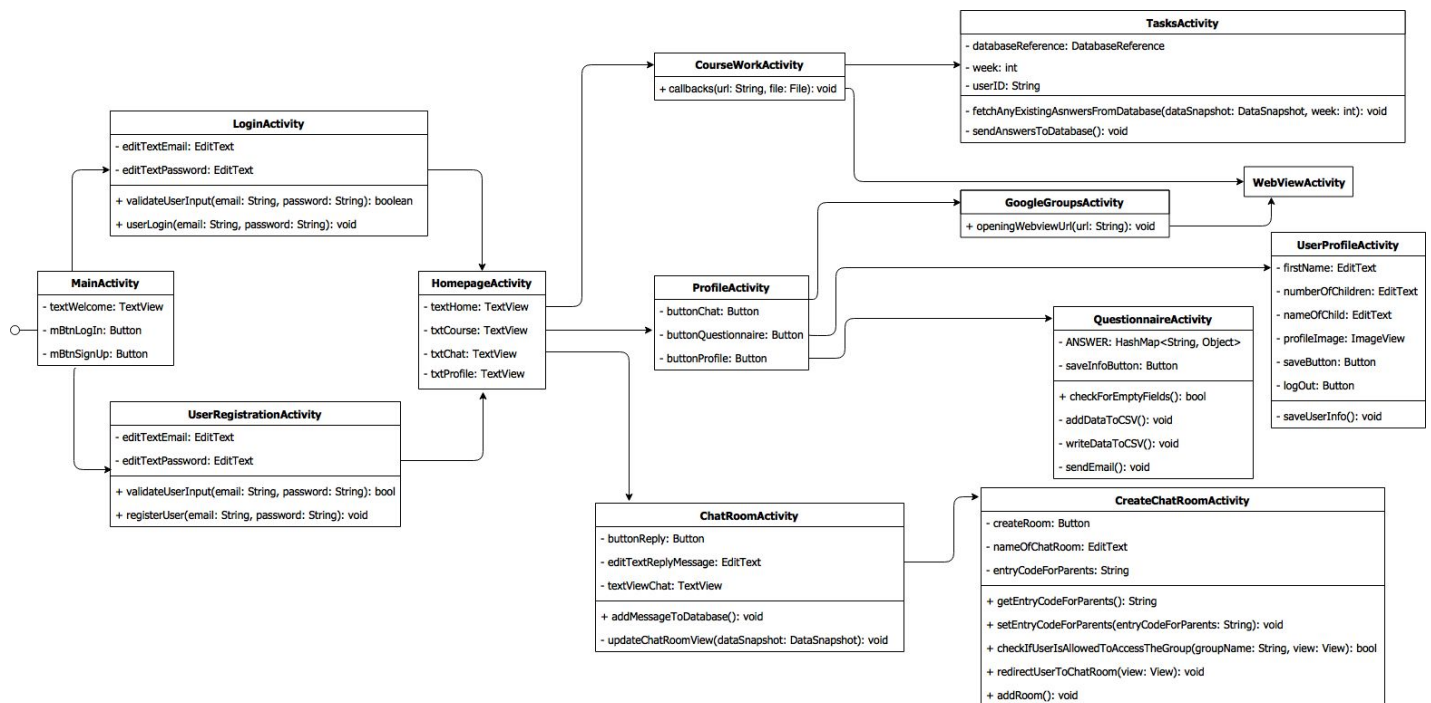 TasksActivity
- databaseReference: DatabaseReference
- week: int
- userID: String
- fetchAnyExistingAsnwersFromDatabase(dataSnapshot: DataSnapshot, week: int): void
- sendAnswersToDatabase(): void
CourseWorkActivity
+ callbacks(url: String, file: File): void
LoginActivity
- editTextEmail: EditText
- editTextPassword: EditText
+ validateUserInput(email: String, password: String): boolean
+ userLogin(email: String, password: String): void
WebViewActivity
GoogleGroupsActivity
+ openingWebviewUrl(url: String): void
UserProfileActivity
- firstName: EditText
- numberOfChildren: EditText
- nameOfChild: EditText
- profileImage: ImageView
- saveButton: Button
- logOut: Button
- saveUserInfo(): void
MainActivity
- textWelcome: TextView
- mBtnLogIn: Button
- mBtnSignUp: Button
HomepageActivity
- textHome: TextView
- txtCourse: TextView
- txtChat: TextView
- txtProfile: TextView
ProfileActivity
- buttonChat: Button
- buttonQuestionnaire: Button
- buttonProfile: Button
QuestionnaireActivity
- ANSWER: HashMap<String, Object>
- saveInfoButton: Button
+ checkForEmptyFields(): bool
- addDataToCSV(): void
- writeDataToCSV(): void
- sendEmail(): void
UserRegistrationActivity
- editTextEmail: EditText
- editTextPassword: EditText
+ validateUserInput(email: String, password: String): bool
+ registerUser(email: String, password: String): void
ChatRoomActivity
- buttonReply: Button
- editTextReplyMessage: EditText
- textViewChat: TextView
+ addMessageToDatabase(): void
- updateChatRoomView(dataSnapshot: DataSnapshot): void
CreateChatRoomActivity
- createRoom: Button
- nameOfChatRoom: EditText
- entryCodeForParents: String
+ getEntryCodeForParents(): String
+ setEntryCodeForParents(entryCodeForParents: String): void
+ checkIfUserIsAllowedToAccessTheGroup(groupName: String, view: View): bool
+ redirectUserToChatRoom(view: View): void
+ addRoom(): void